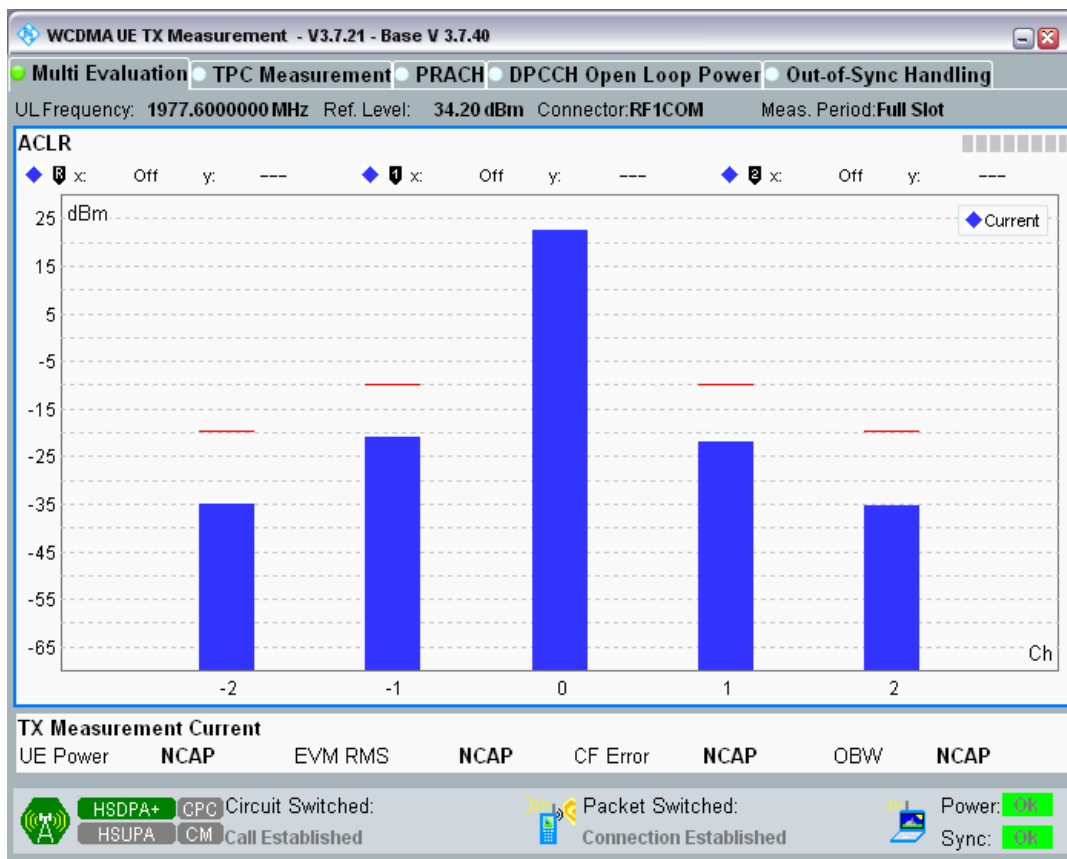 WCDMA UE TX Measurement - V3.7.21 - Base V 3.7.40
Multi Evaluation TPC Measurement PRACH DPCCH Open Loop Power Out-of-Sync Handling
UL Frequency: 1977.6000000 MHz Ref. Level: 34.20 dBm Connector:RF1COM Meas. Period:Full Slot
ACLR
R x: Off y: --- 1 x: Off y: --- 2 x: Off y: ---
dBm
Current
25
15
5
-5
-15
-25
-35
-45
-55
-65
Ch
-2 -1 0 1 2
TX Measurement Current
UE Power NCAP EVM RMS NCAP CF Error NCAP OBW NCAP
HSDPA+ CPC Circuit Switched: Packet Switched: Power: Ok
HSUPA CM Call Established Connection Established Sync: Ok